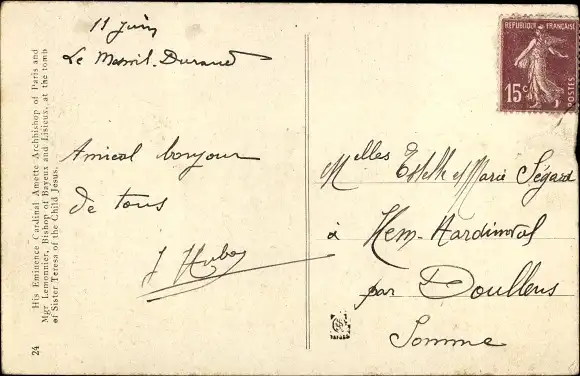 11 juin
Le Mesnil-Durand
Amical bonjour
de tous
J Huboy
Melles Estelle et Marie Ségard
à Hem-Hardinval
par Doullens
Somme
REPUBLIQUE FRANÇAISE
15c
POSTES
24
His Eminence Cardinal Amette Archbishop of Paris and
Mgr Lemonnier, Bishop of Bayeux and Lisieux, at the tomb
of Sister Teresa of the Child Jesus.